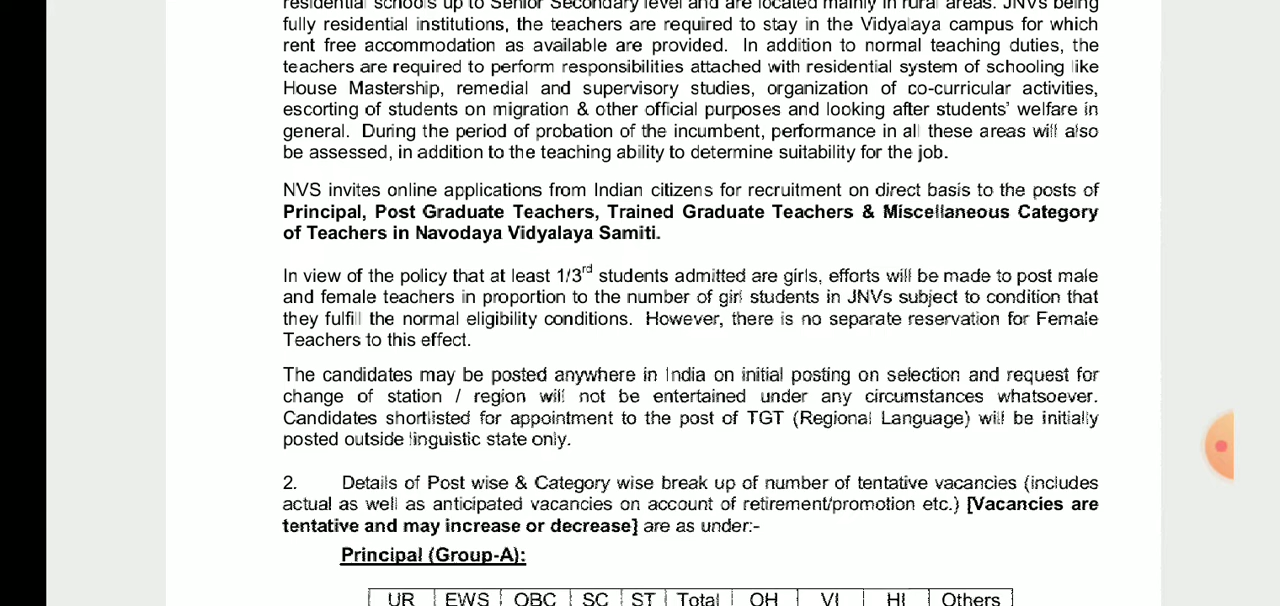 residential schools up to Senior Secondary level and are located mainly in rural areas. JNVs being
fully residential institutions, the teachers are required to stay in the Vidyalaya campus for which
rent free accommodation as available are provided. In addition to normal teaching duties, the
teachers are required to perform responsibilities attached with residential system of schooling like
House Mastership, remedial and supervisory studies, organization of co-curricular activities,
escorting of students on migration & other official purposes and looking after students' welfare in
general. During the period of probation of the incumbent, performance in all these areas will also
be assessed, in addition to the teaching ability to determine suitability for the job.
NVS invites online applications from Indian citizens for recruitment on direct basis to the posts of
Principal, Post Graduate Teachers, Trained Graduate Teachers & Miscellaneous Category
of Teachers in Navodaya Vidyalaya Samiti.
In view of the policy that at least 1/3rd students admitted are girls, efforts will be made to post male
and female teachers in proportion to the number of girl students in JNVs subject to condition that
they fulfill the normal eligibility conditions. However, there is no separate reservation for Female
Teachers to this effect.
The candidates may be posted anywhere in India on initial posting on selection and request for
change of station / region will not be entertained under any circumstances whatsoever.
Candidates shortlisted for appointment to the post of TGT (Regional Language) will be initially
posted outside linguistic state only.
2. Details of Post wise & Category wise break up of number of tentative vacancies (includes
actual as well as anticipated vacancies on account of retirement/promotion etc.) [Vacancies are
tentative and may increase or decrease] are as under:-
Principal (Group-A):
UR EWS OBC SC ST Total OH VI HI Others